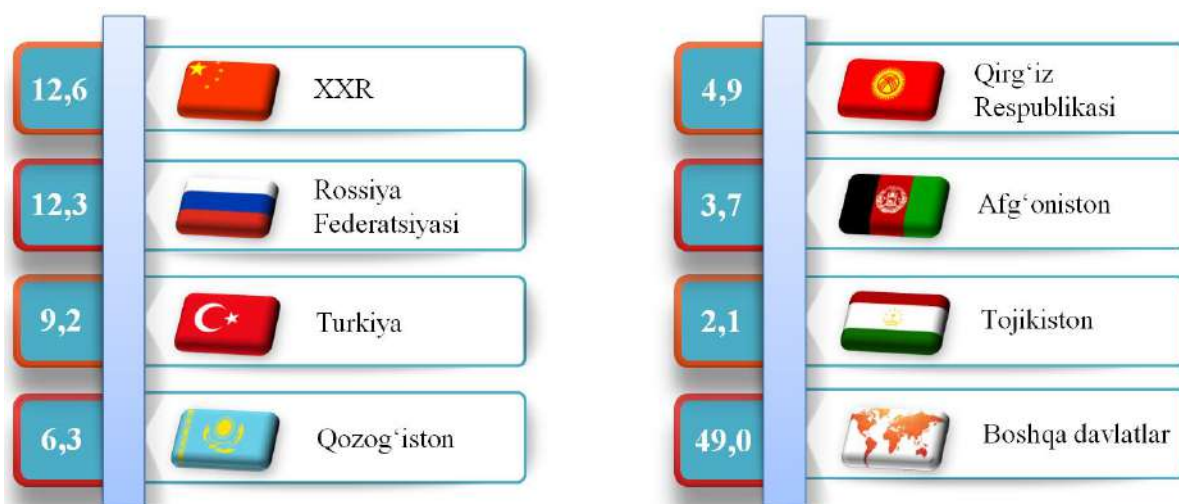 12,6
XXR
12,3
Rossiya
Federatsiyasi
9,2
Turkiya
6,3
Qozog‘iston
4,9
Qirg‘iz
Respublikasi
3,7
Afg‘oniston
2,1
Tojikiston
49,0
Boshqa davlatlar